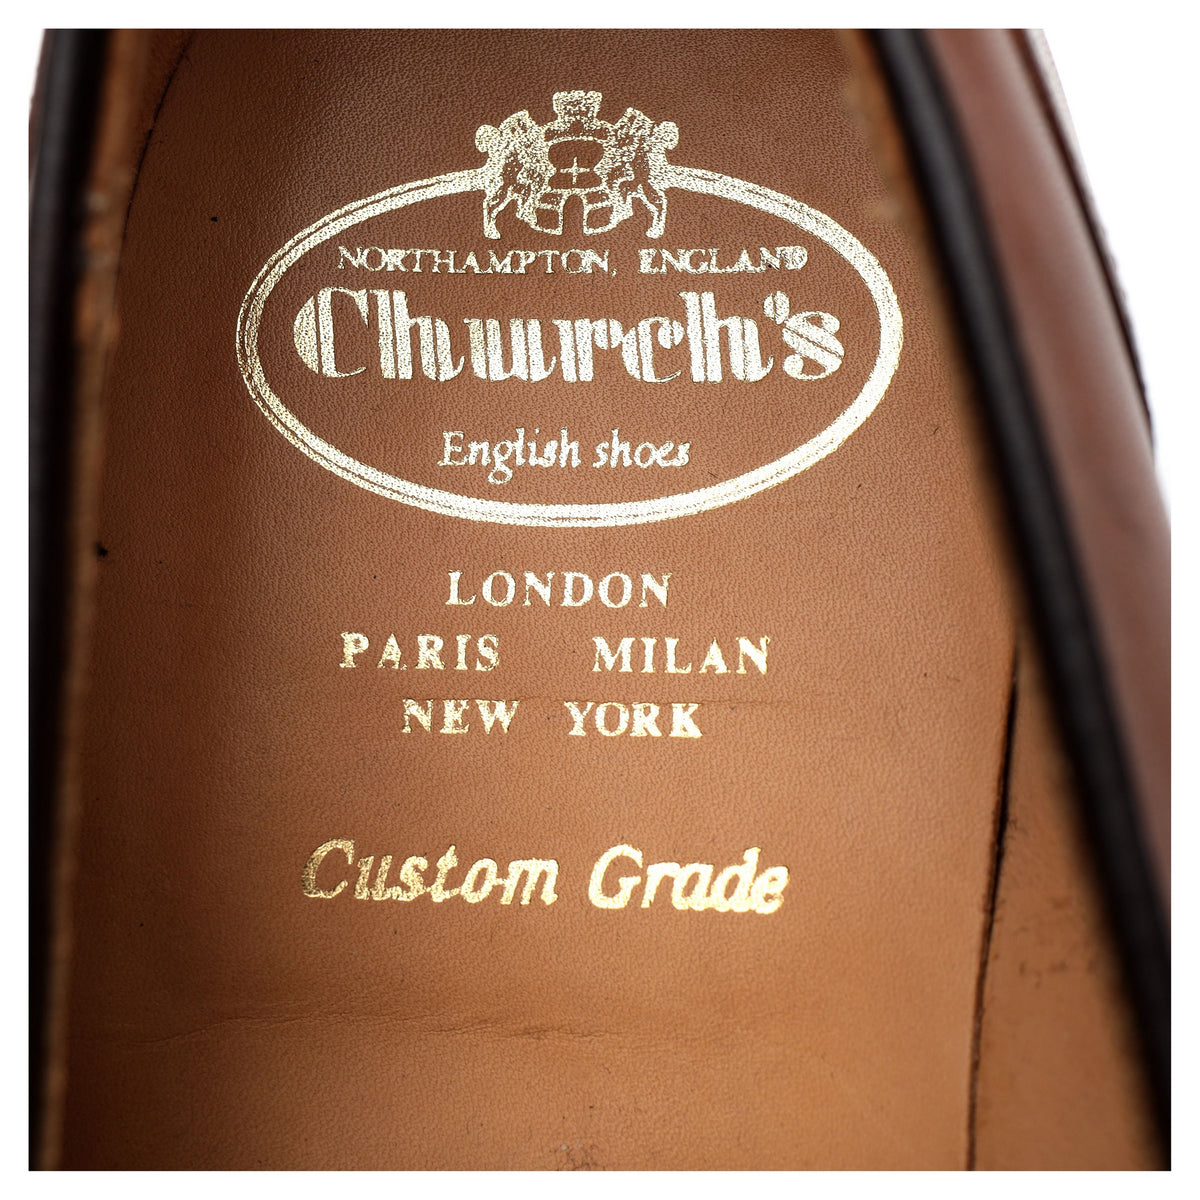 NORTHAMPTON, ENGLAND
Church's
English shoes
LONDON
PARIS MILAN
NEW YORK
Custom Grade